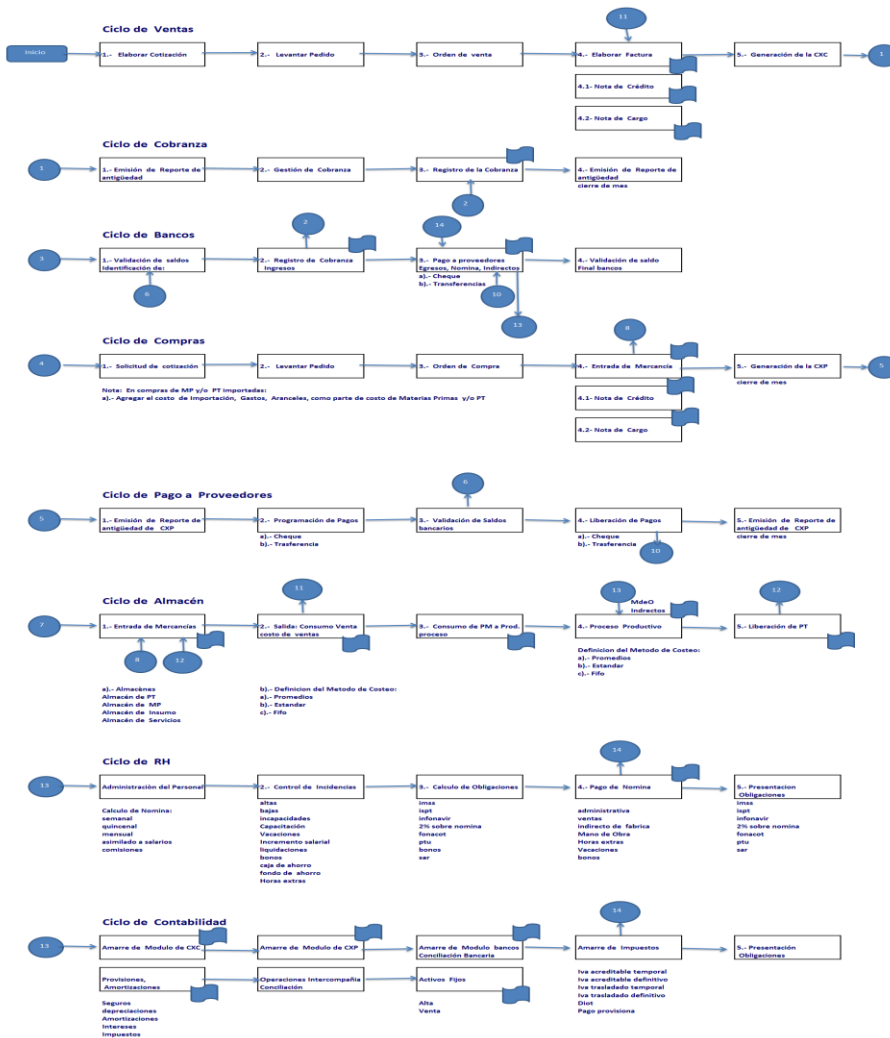 Ciclo de Ventas
11
Inicio
1.- Elaborar Cotización
2.- Levantar Pedido
3.- Orden de venta
4.- Elaborar Factura
5.- Generación de la CXC
1
4.1- Nota de Crédito
4.2- Nota de Cargo
Ciclo de Cobranza
1
1.- Emisión de Reporte de
antigüedad
2.- Gestión de Cobranza
3.- Registro de la Cobranza
4.- Emisión de Reporte de
antigüedad
cierre de mes
2
Ciclo de Bancos
2
14
3
1.- Validación de saldos
Identificación de:
2.- Registro de Cobranza
Ingresos
3.- Pago a proveedores
Egresos, Nomina, Indirectos
a).- Cheque
b).- Transferencias
4.- Validación de saldo
Final bancos
6
10
13
Ciclo de Compras
8
4
1.- Solicitud de cotización
2.- Levantar Pedido
3.- Orden de Compra
4.- Entrada de Mercancía
5.- Generación de la CXP
cierre de mes
5
Nota: En compras de MP y/o PT importadas:
a).- Agregar el costo de Importación, Gastos, Aranceles, como parte de costo de Materias Primas y/o PT
4.1- Nota de Crédito
4.2- Nota de Cargo
Ciclo de Pago a Proveedores
6
5
1.- Emisión de Reporte de
antigüedad de CXP
2.- Programación de Pagos
a).- Cheque
b).- Trasferencia
3.- Validación de Saldos
bancarios
4.- Liberación de Pagos
a).- Cheque
b).- Trasferencia
5.- Emisión de Reporte de
antigüedad de CXP
cierre de mes
10
Ciclo de Almacén
11
13
MdeO
Indirectos
12
7
1.- Entrada de Mercancías
2.- Salida: Consumo Venta
costo de ventas
3.- Consumo de PM a Prod.
proceso
4.- Proceso Productivo
5.- Liberación de PT
8
12
a).- Almacènes
Almacén de PT
Almacén de MP
Almacén de Insumo
Almacén de Servicios
b).- Definicion del Metodo de Costeo:
a).- Promedios
b).- Estandar
c).- Fifo
Definicion del Metodo de Costeo:
a).- Promedios
b).- Estandar
c).- Fifo
Ciclo de RH
14
13
Administración del Personal
2.- Control de Incidencias
3.- Calculo de Obligaciones
4.- Pago de Nomina
5.- Presentacion
Obligaciones
Calculo de Nomina:
semanal
quincenal
mensual
asimilado a salarios
comisiones
altas
bajas
incapacidades
Capacitación
Vacaciones
Incremento salarial
liquidaciones
bonos
caja de ahorro
fondo de ahorro
Horas extras
imss
ispt
infonavir
2% sobre nomina
fonacot
ptu
bonos
sar
administrativa
ventas
indirecto de fabrica
Mano de Obra
Horas extras
Vacaciones
bonos
imss
ispt
infonavir
2% sobre nomina
fonacot
ptu
sar
Ciclo de Contabilidad
14
13
Amarre de Modulo de CXC
Amarre de Modulo de CXP
Amarre de Modulo bancos
Conciliación Bancaria
Amarre de Impuestos
5.- Presentación
Obligaciones
Provisiones,
Amortizaciones
Operaciones Intercompañia
Conciliación
Activos Fijos
Seguros
depreciaciones
Amortizaciones
Intereses
Impuestos
Alta
Venta
Iva acreditable temporal
Iva acreditable definitivo
Iva trasladado temporal
Iva trasladado definitivo
Diot
Pago provisiona